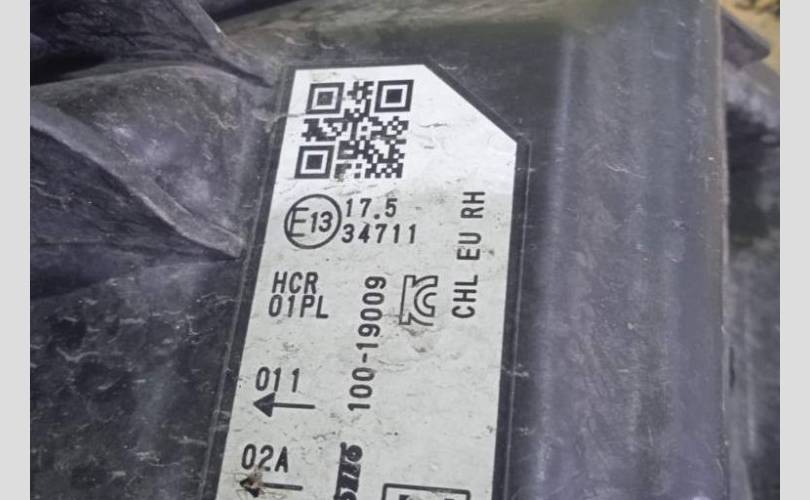 E13
17.5
34711
HCR
01PL
011
02A
100-19009
CHL EU RH